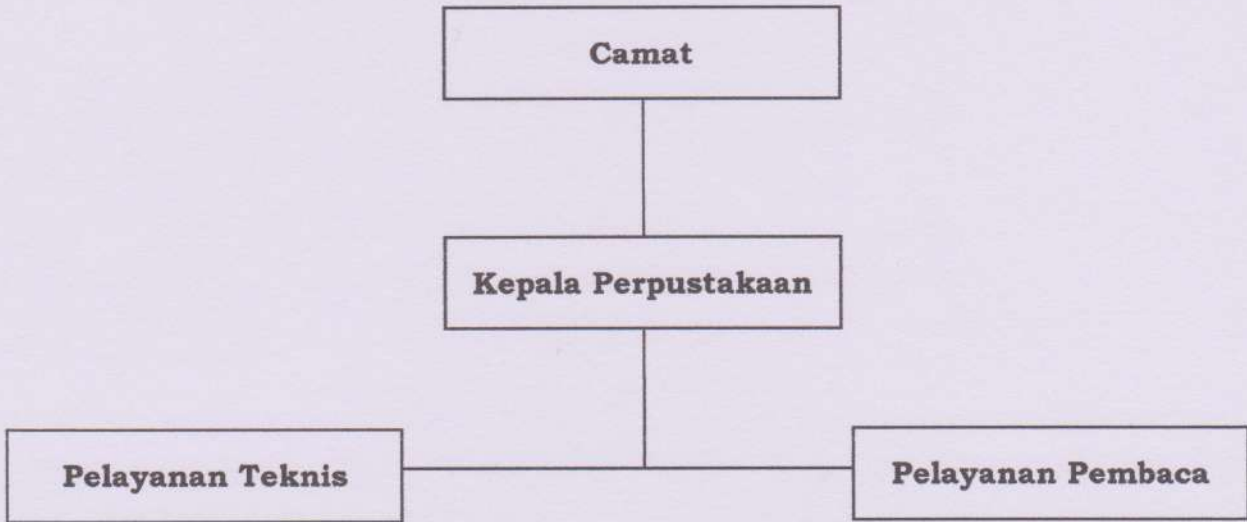 Camat
Kepala Perpustakaan
Pelayanan Teknis
Pelayanan Pembaca